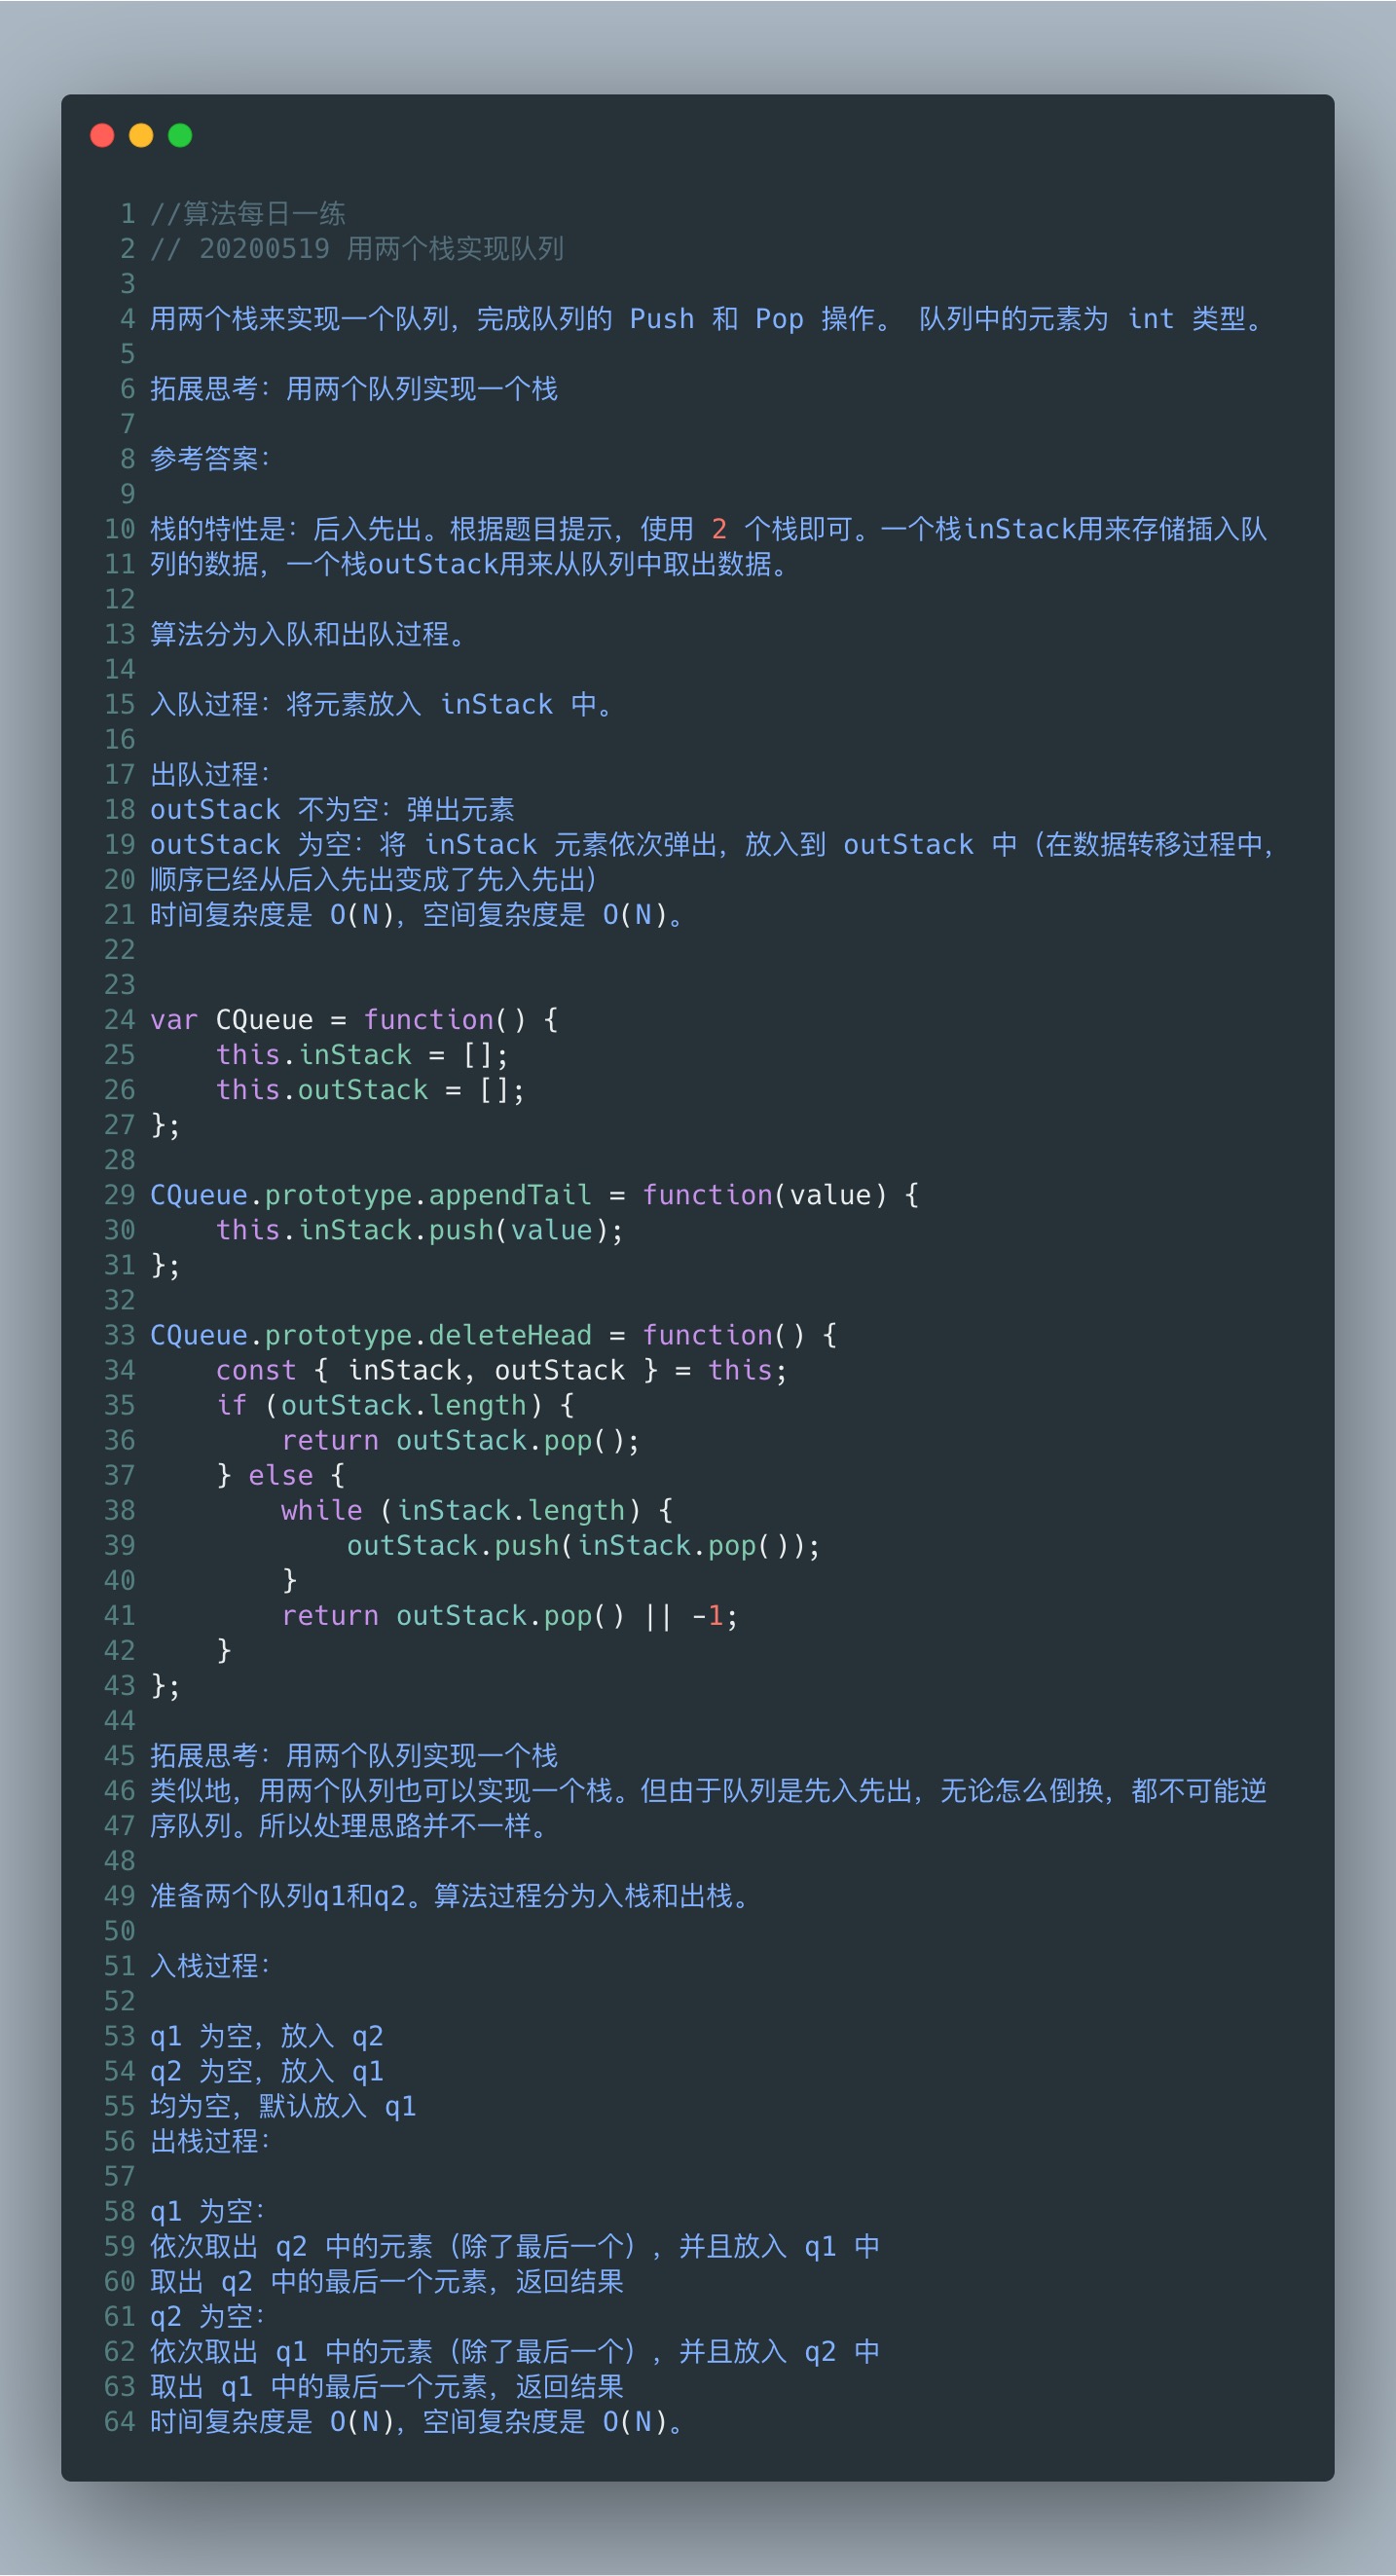 1 //算法每日一练
2 // 20200519 用两个栈实现队列
3
4 用两个栈来实现一个队列，完成队列的 Push 和 Pop 操作。 队列中的元素为 int 类型。
5
6 拓展思考：用两个队列实现一个栈
7
8 参考答案：
9
10 栈的特性是：后入先出。根据题目提示，使用 2 个栈即可。一个栈inStack用来存储插入队
11 列的数据，一个栈outStack用来从队列中取出数据。
12
13 算法分为入队和出队过程。
14
15 入队过程：将元素放入 inStack 中。
16
17 出队过程：
18 outStack 不为空：弹出元素
19 outStack 为空：将 inStack 元素依次弹出，放入到 outStack 中（在数据转移过程中，
20 顺序已经从后入先出变成了先入先出）
21 时间复杂度是 O(N)，空间复杂度是 O(N)。
22
23
24 var CQueue = function() {
25     this.inStack = [];
26     this.outStack = [];
27 };
28
29 CQueue.prototype.appendTail = function(value) {
30     this.inStack.push(value);
31 };
32
33 CQueue.prototype.deleteHead = function() {
34     const { inStack, outStack } = this;
35     if (outStack.length) {
36         return outStack.pop();
37     } else {
38         while (inStack.length) {
39             outStack.push(inStack.pop());
40         }
41         return outStack.pop() || -1;
42     }
43 };
44
45 拓展思考：用两个队列实现一个栈
46 类似地，用两个队列也可以实现一个栈。但由于队列是先入先出，无论怎么倒换，都不可能逆
47 序队列。所以处理思路并不一样。
48
49 准备两个队列q1和q2。算法过程分为入栈和出栈。
50
51 入栈过程：
52
53 q1 为空，放入 q2
54 q2 为空，放入 q1
55 均为空，默认放入 q1
56 出栈过程：
57
58 q1 为空：
59 依次取出 q2 中的元素（除了最后一个），并且放入 q1 中
60 取出 q2 中的最后一个元素，返回结果
61 q2 为空：
62 依次取出 q1 中的元素（除了最后一个），并且放入 q2 中
63 取出 q1 中的最后一个元素，返回结果
64 时间复杂度是 O(N)，空间复杂度是 O(N)。